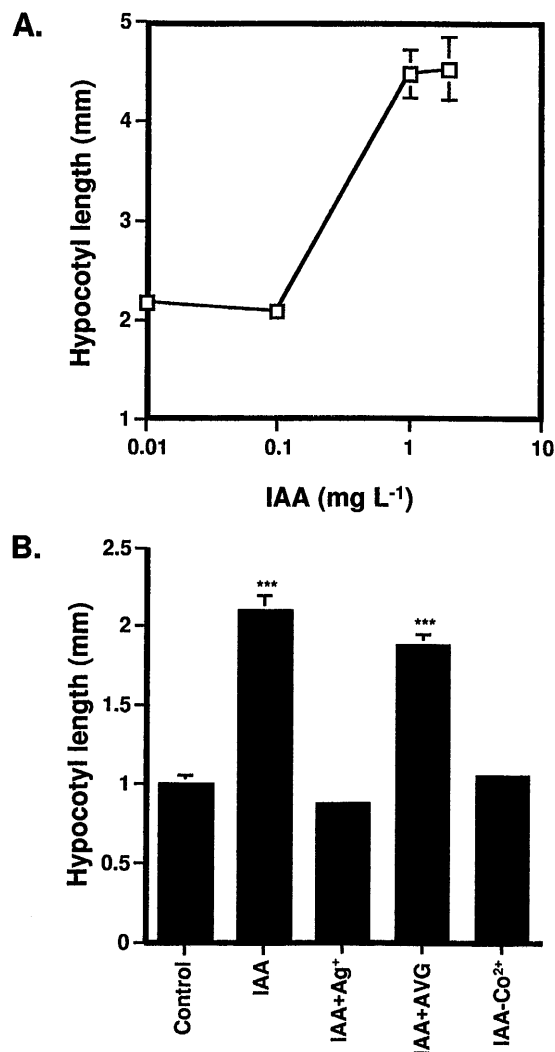 A.
Hypocotyl length (mm)
5
4
3
2
1
0.01 0.1 1 10
IAA (mg L⁻¹)
B.
Hypocotyl length (mm)
2.5
2
1.5
1
0.5
0
***
***
Control
IAA
IAA+Ag⁺
IAA+AVG
IAA-Co²⁺